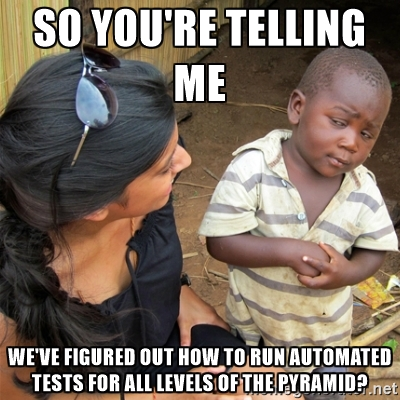 SO YOU'RE TELLING
ME
WE'VE FIGURED OUT HOW TO RUN AUTOMATED
TESTS FOR ALL LEVELS OF THE PYRAMID?